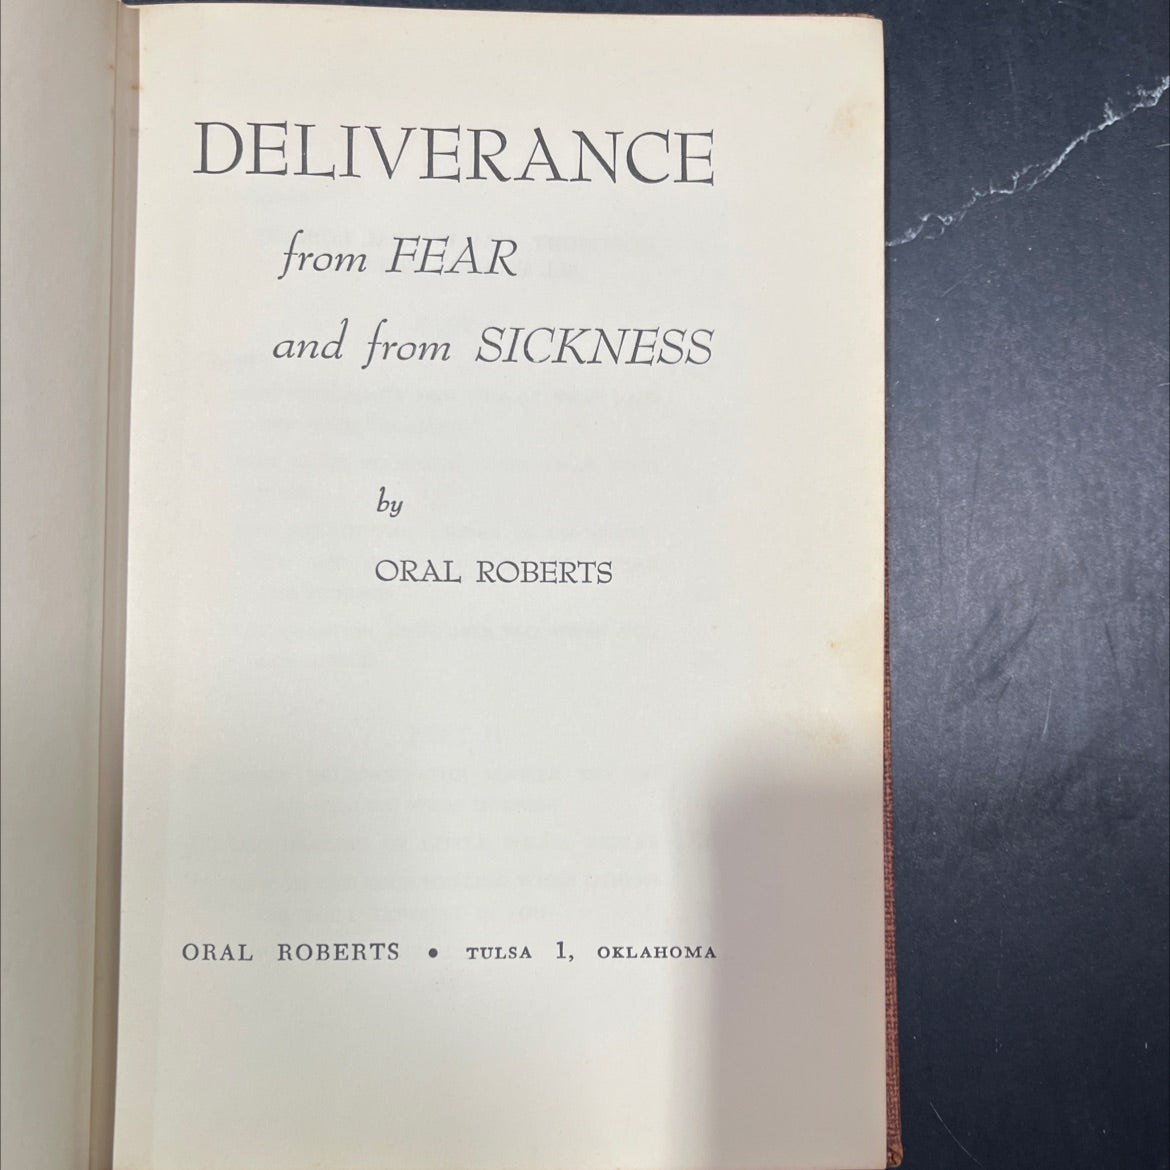 DELIVERANCE
from FEAR
and from SICKNESS
by
ORAL ROBERTS
ORAL ROBERTS • TULSA 1, OKLAHOMA